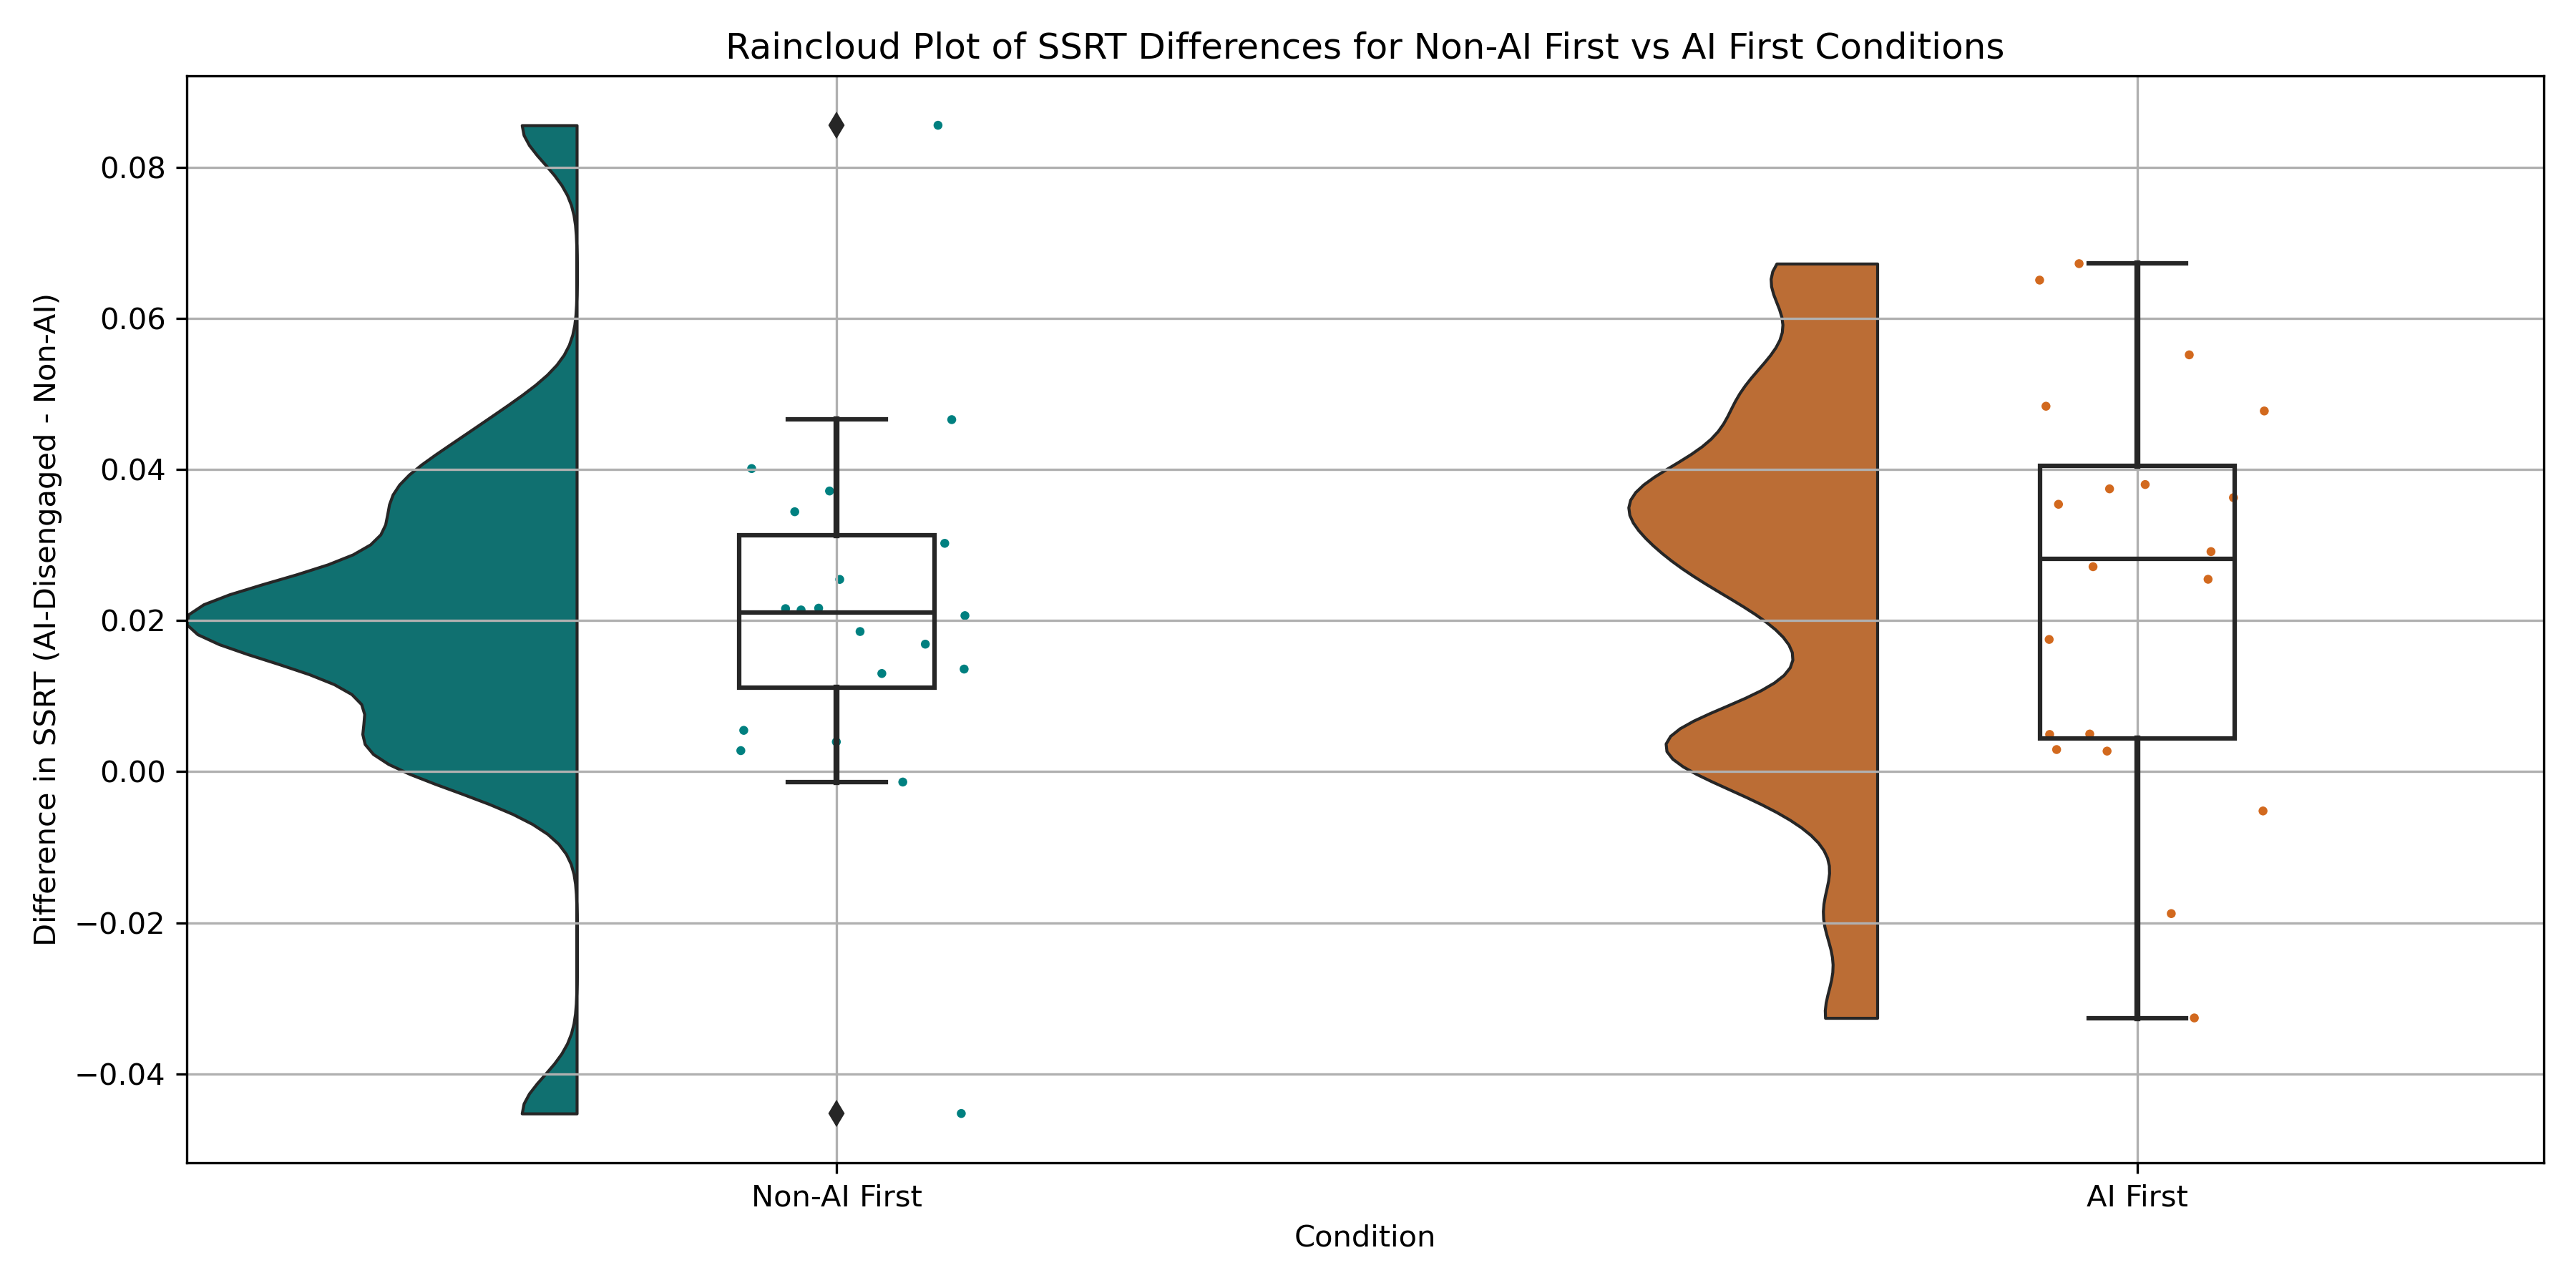 Raincloud Plot of SSRT Differences for Non-AI First vs AI First Conditions
Difference in SSRT (AI-Disengaged - Non-AI)
0.08
0.06
0.04
0.02
0.00
−0.02
−0.04
Non-AI First
AI First
Condition